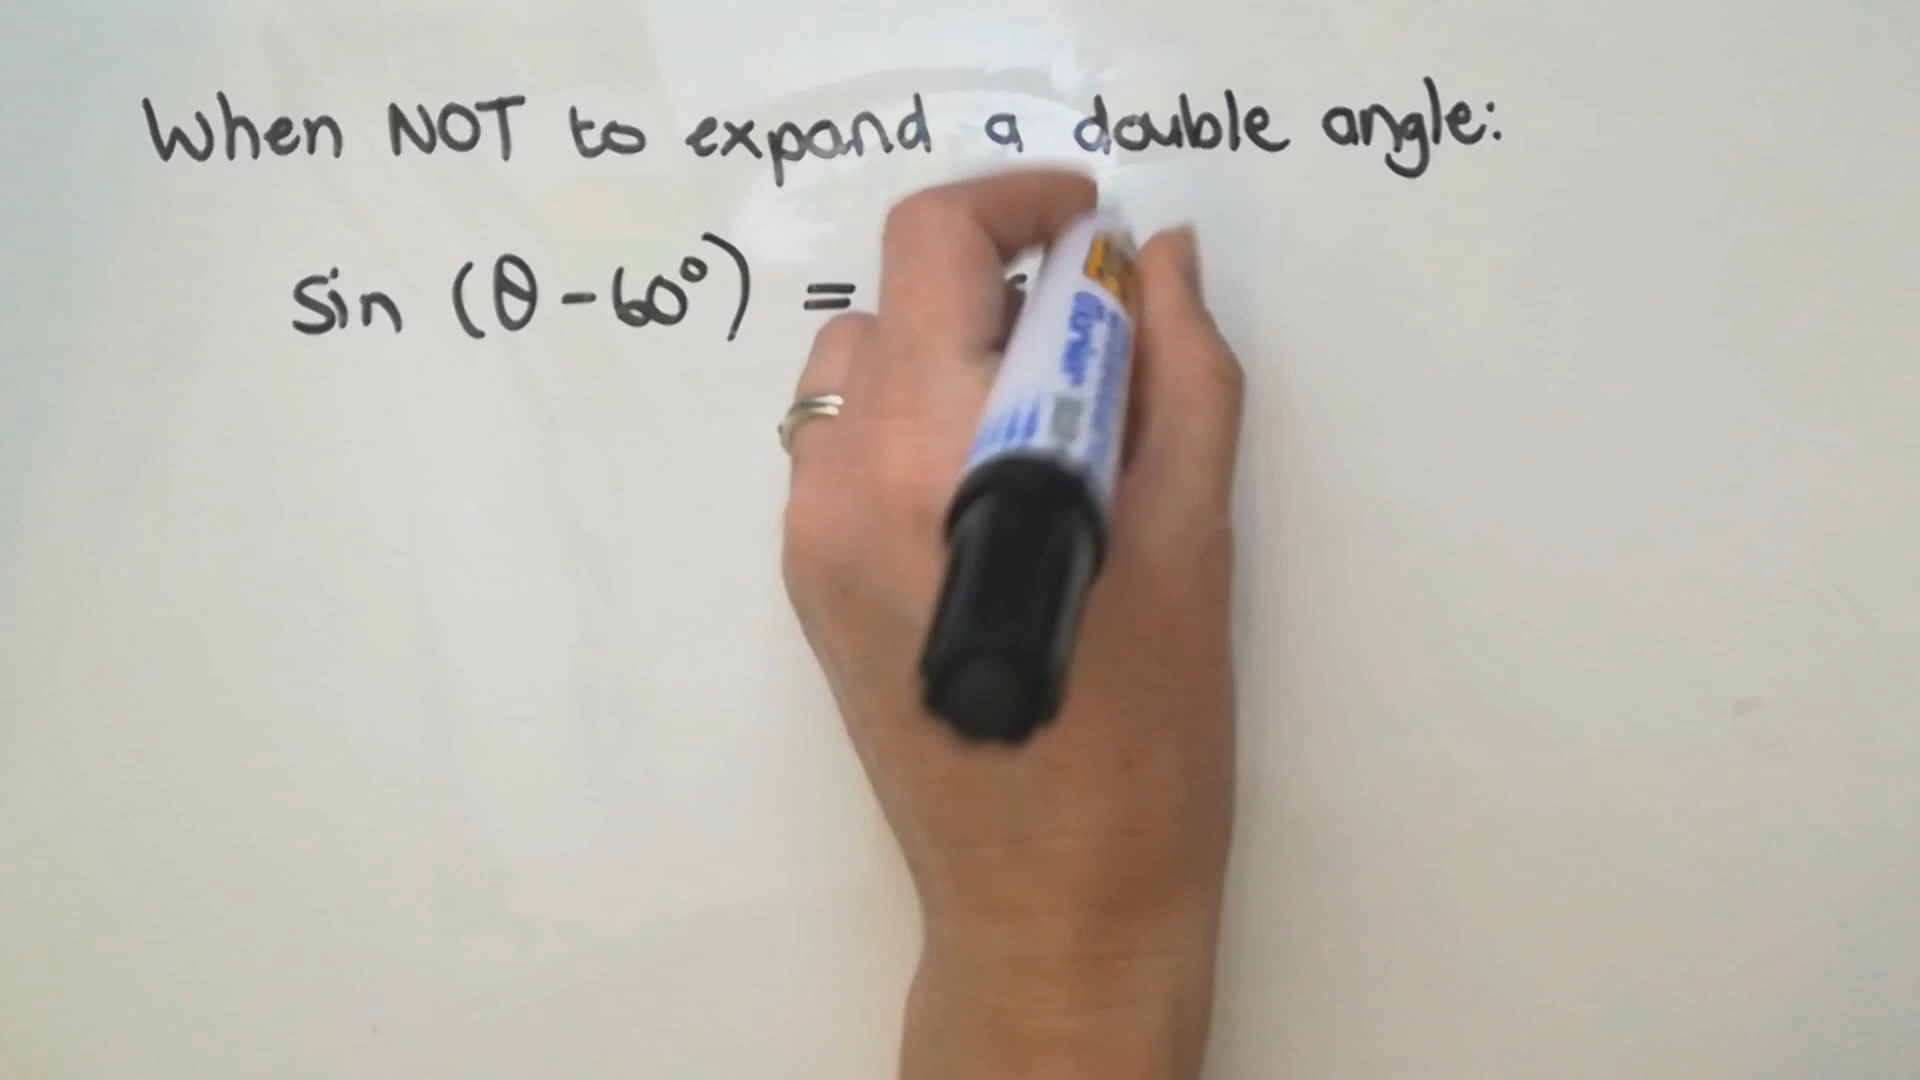 When NOT to expand a double angle:
sin (θ - 60°) =